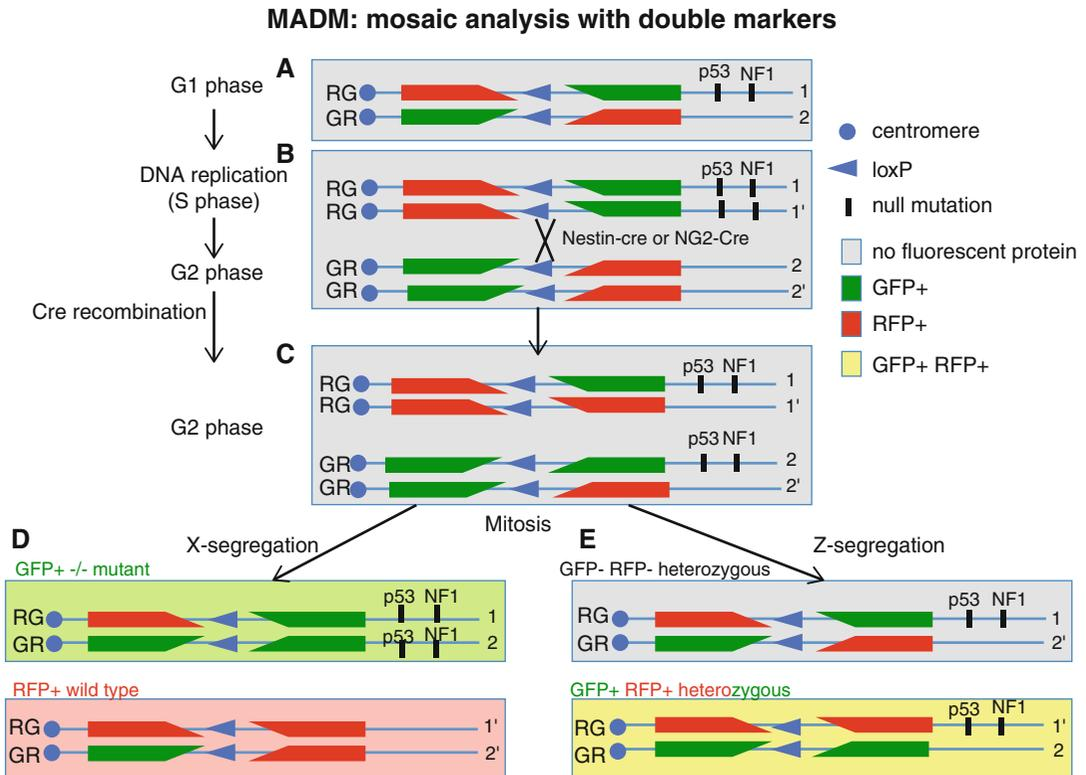 MADM: mosaic analysis with double markers
G1 phase
DNA replication
(S phase)
G2 phase
Cre recombination
G2 phase
A
p53 NF1
RG 1
GR 2
B
p53 NF1
RG 1
RG 1'
Nestin-cre or NG2-Cre
GR 2
GR 2'
C
p53 NF1
RG 1
RG 1'
p53 NF1
GR 2
GR 2'
centromere
loxP
null mutation
no fluorescent protein
GFP+
RFP+
GFP+ RFP+
Mitosis
D
X-segregation
GFP+ -/- mutant
p53 NF1
RG 1
p53 NF1
GR 2
RFP+ wild type
RG 1'
GR 2'
E
Z-segregation
GFP- RFP- heterozygous
p53 NF1
RG 1
GR 2'
GFP+ RFP+ heterozygous
p53 NF1
RG 1'
GR 2